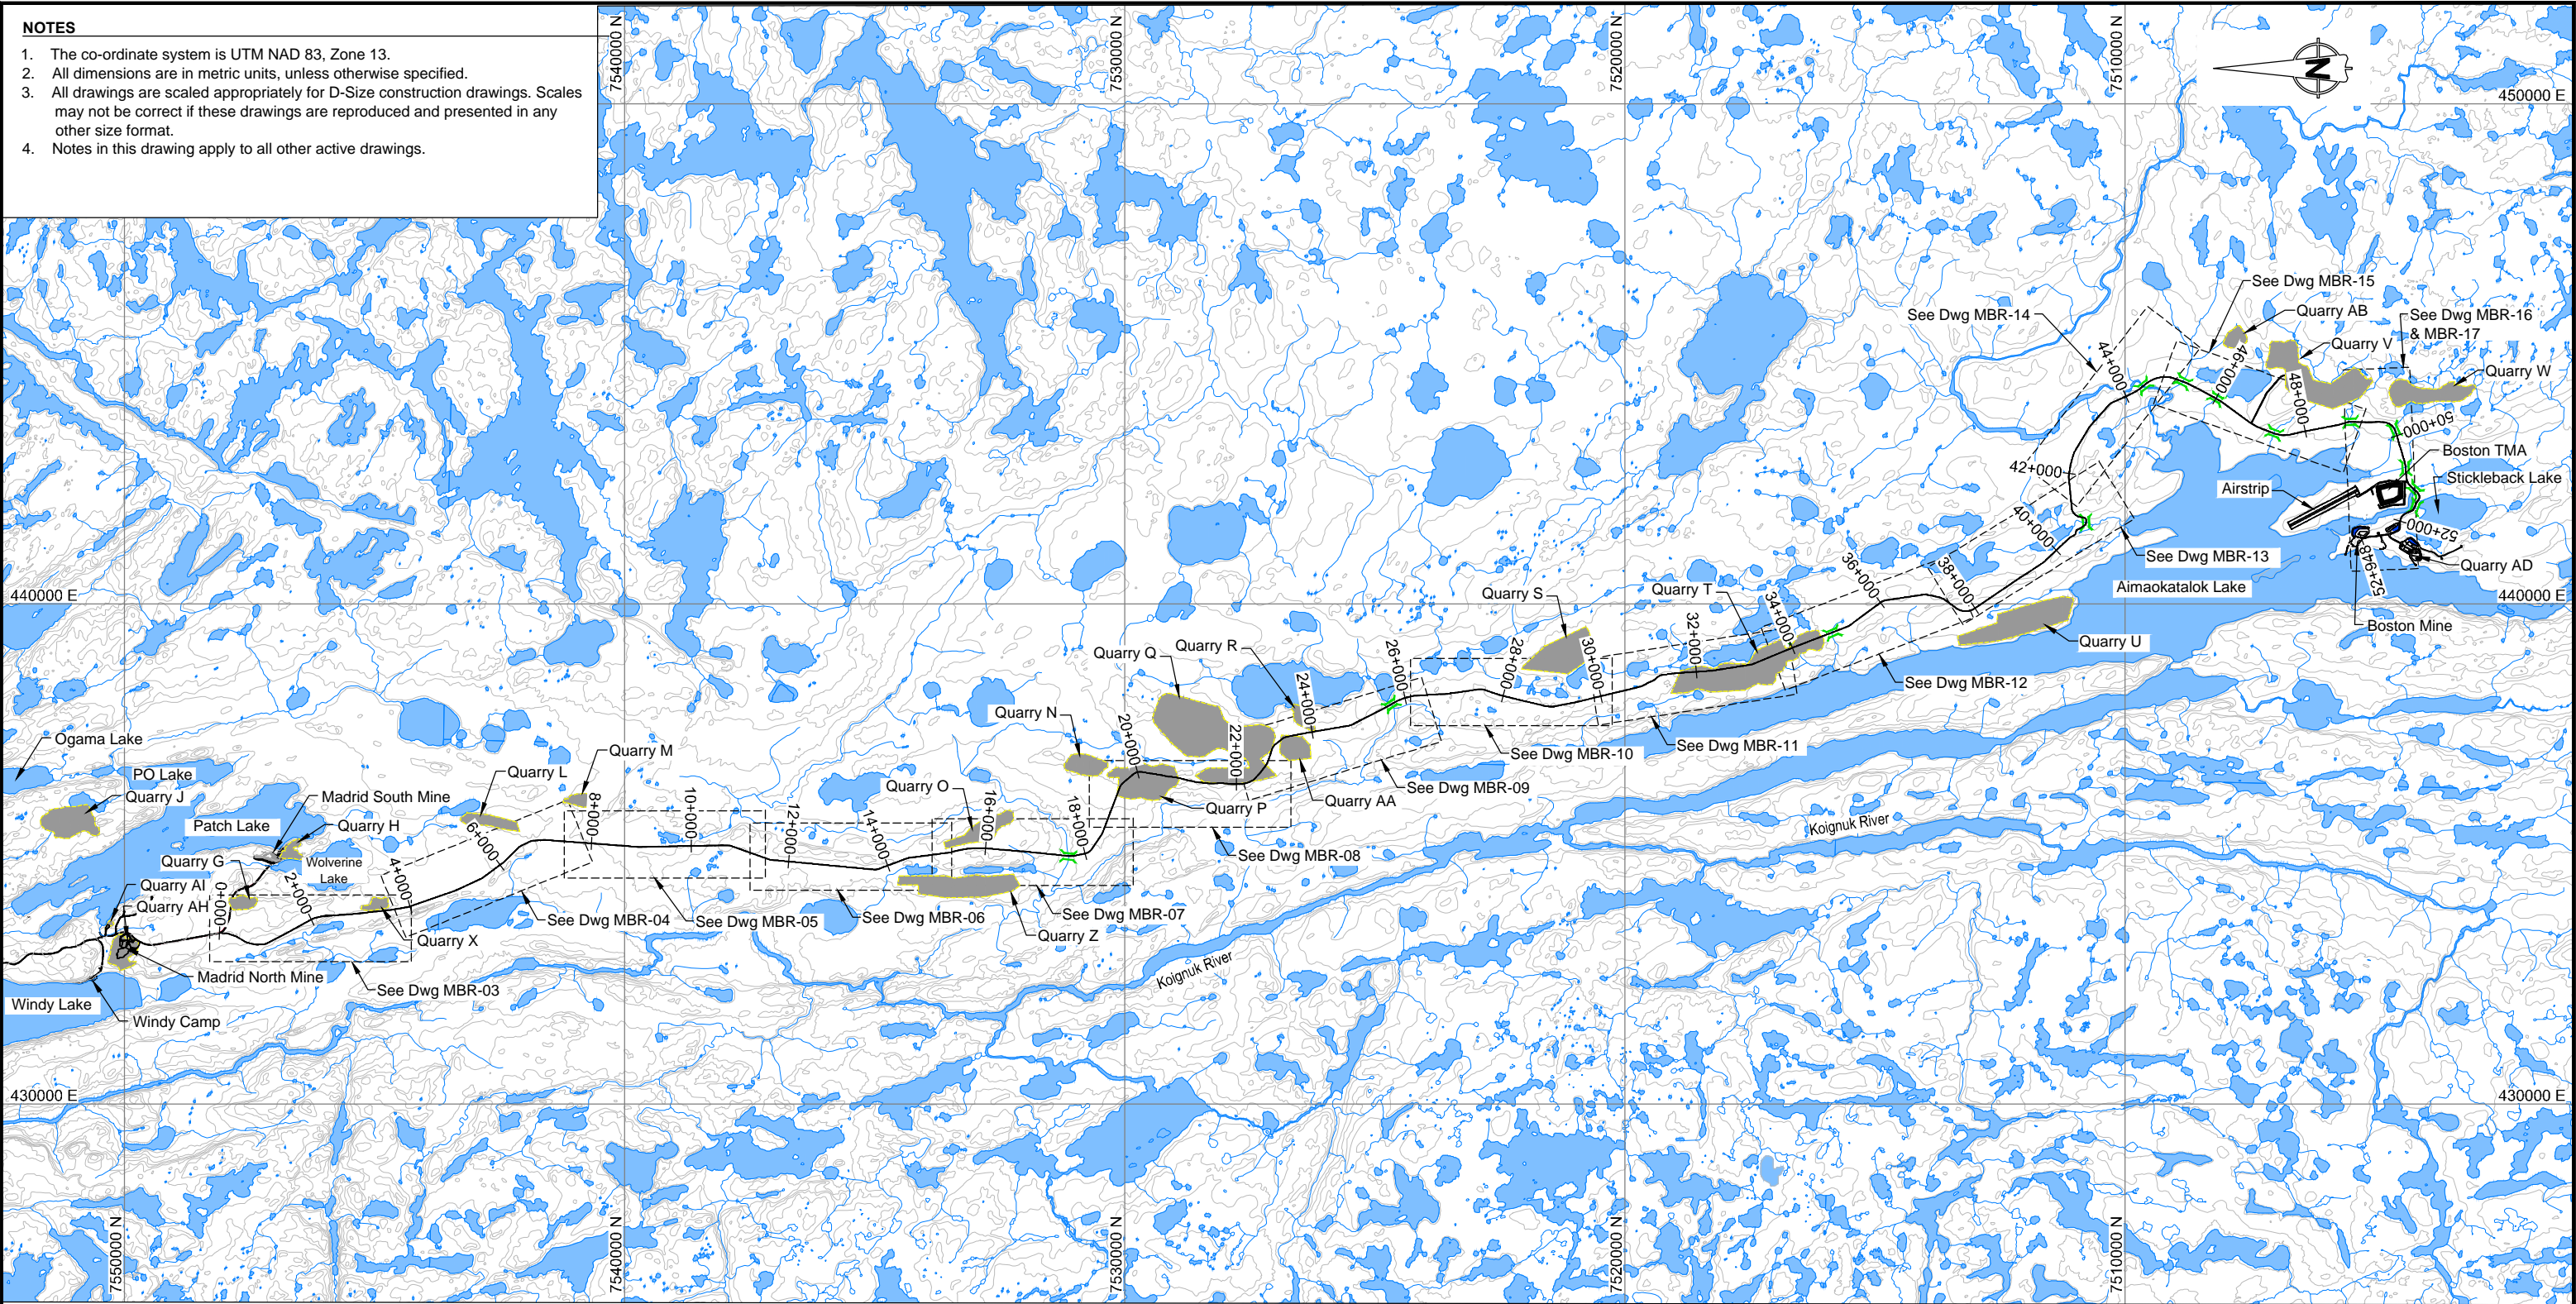 NOTES
1. The co-ordinate system is UTM NAD 83, Zone 13.
2. All dimensions are in metric units, unless otherwise specified.
3. All drawings are scaled appropriately for D-Size construction drawings. Scales
may not be correct if these drawings are reproduced and presented in any
other size format.
4. Notes in this drawing apply to all other active drawings.
7540000 N
7530000 N
7520000 N
7510000 N
N
450000 E
450000 E
See Dwg MBR-15
See Dwg MBR-14
Quarry AB
See Dwg MBR-16
& MBR-17
Quarry V
Quarry W
44+000
46+000
48+000
50+000
42+000
Boston TMA
Stickleback Lake
Airstrip
40+000
52+000
See Dwg MBR-13
52+948
Quarry AD
Aimaokatalok Lake
440000 E
440000 E
Boston Mine
Quarry S
Quarry T
36+000
38+000
34+000
32+000
Quarry U
Quarry R
Quarry Q
26+000
28+000
30+000
24+000
See Dwg MBR-12
Quarry N
20+000
22+000
See Dwg MBR-11
See Dwg MBR-10
Ogama Lake
Quarry M
PO Lake
Quarry L
Quarry J
Madrid South Mine
Quarry O
See Dwg MBR-09
Quarry AA
Quarry P
Patch Lake
Quarry H
6+000
8+000
10+000
12+000
14+000
16+000
18+000
Koignuk River
Quarry G
Wolverine
Lake
See Dwg MBR-08
Quarry AI
0+000
2+000
4+000
Quarry AH
See Dwg MBR-04
See Dwg MBR-05
See Dwg MBR-06
See Dwg MBR-07
Quarry X
Quarry Z
Madrid North Mine
Koignuk River
See Dwg MBR-03
Windy Lake
Windy Camp
430000 E
430000 E
7550000 N
7540000 N
7530000 N
7520000 N
7510000 N